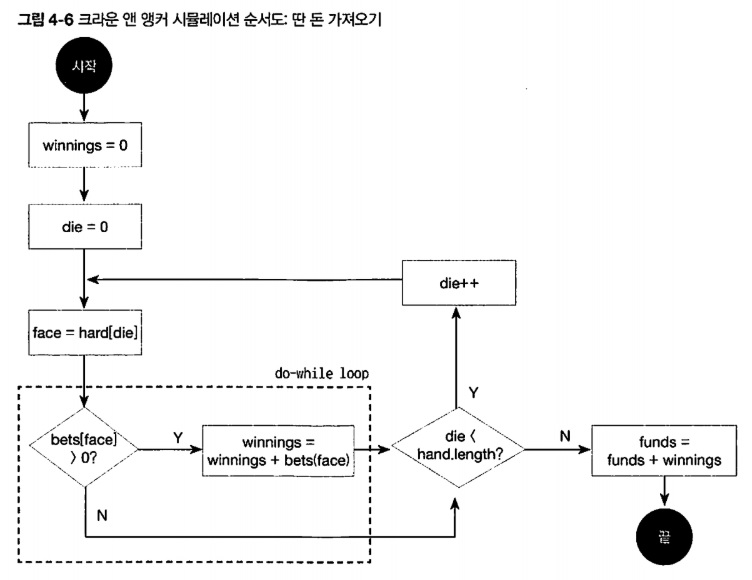 그림 4-6 크라운 앤 앵커 시뮬레이션 순서도: 딴 돈 가져오기
시작
winnings = 0
die = 0
die++
face = hard[die]
do-while loop
bets[face]
> 0?
Y
winnings =
winnings + bets(face)
Y
die <
hand.length?
N
funds =
funds + winnings
N
끝